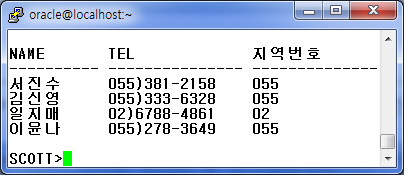 oracle@localhost:~
NAME TEL 지역번호
---------- --------------- ---------------
서진수 055)381-2158 055
김신영 055)333-6328 055
일지매 02)6788-4861 02
이윤나 055)278-3649 055
SCOTT>